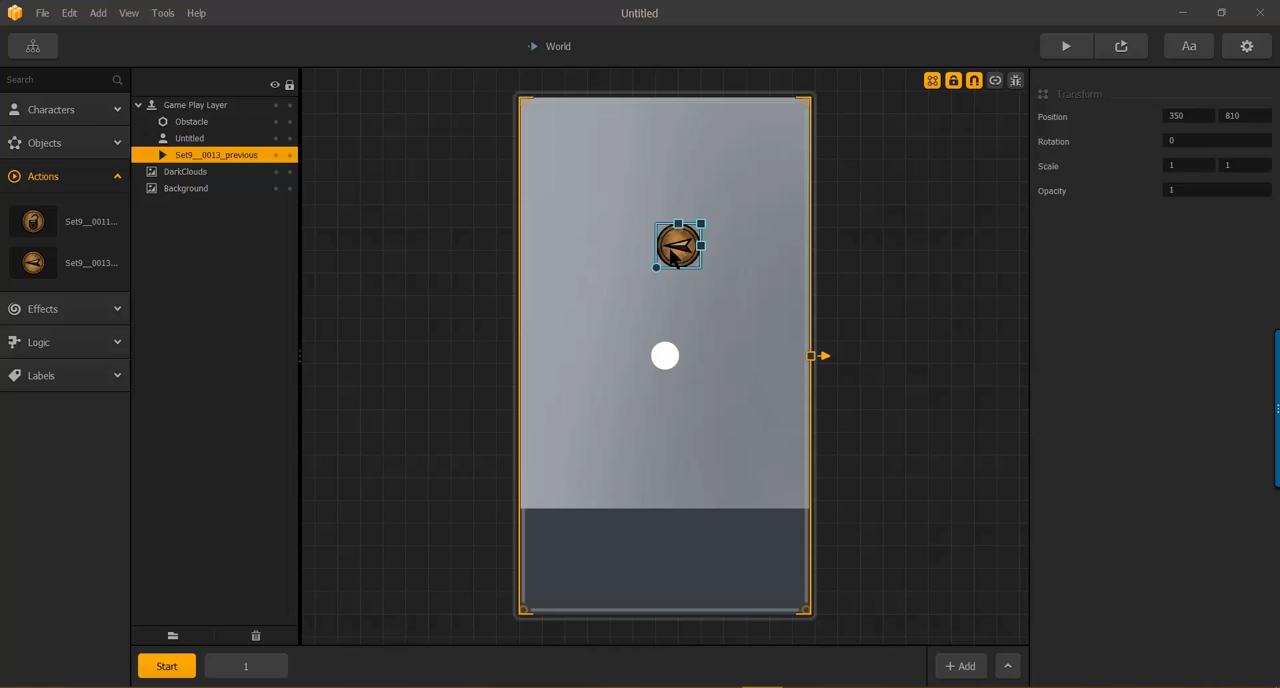 File Edit Add View Tools Help Untitled
World Aa
Search
Characters
Objects
Actions
Set9__0011...
Set9__0013...
Effects
Logic
Labels
Game Play Layer
Obstacle
Untitled
Set9__0013_previous
DarkClouds
Background
Transform
Position 350 810
Rotation 0
Scale 1 1
Opacity 1
Start 1 + Add